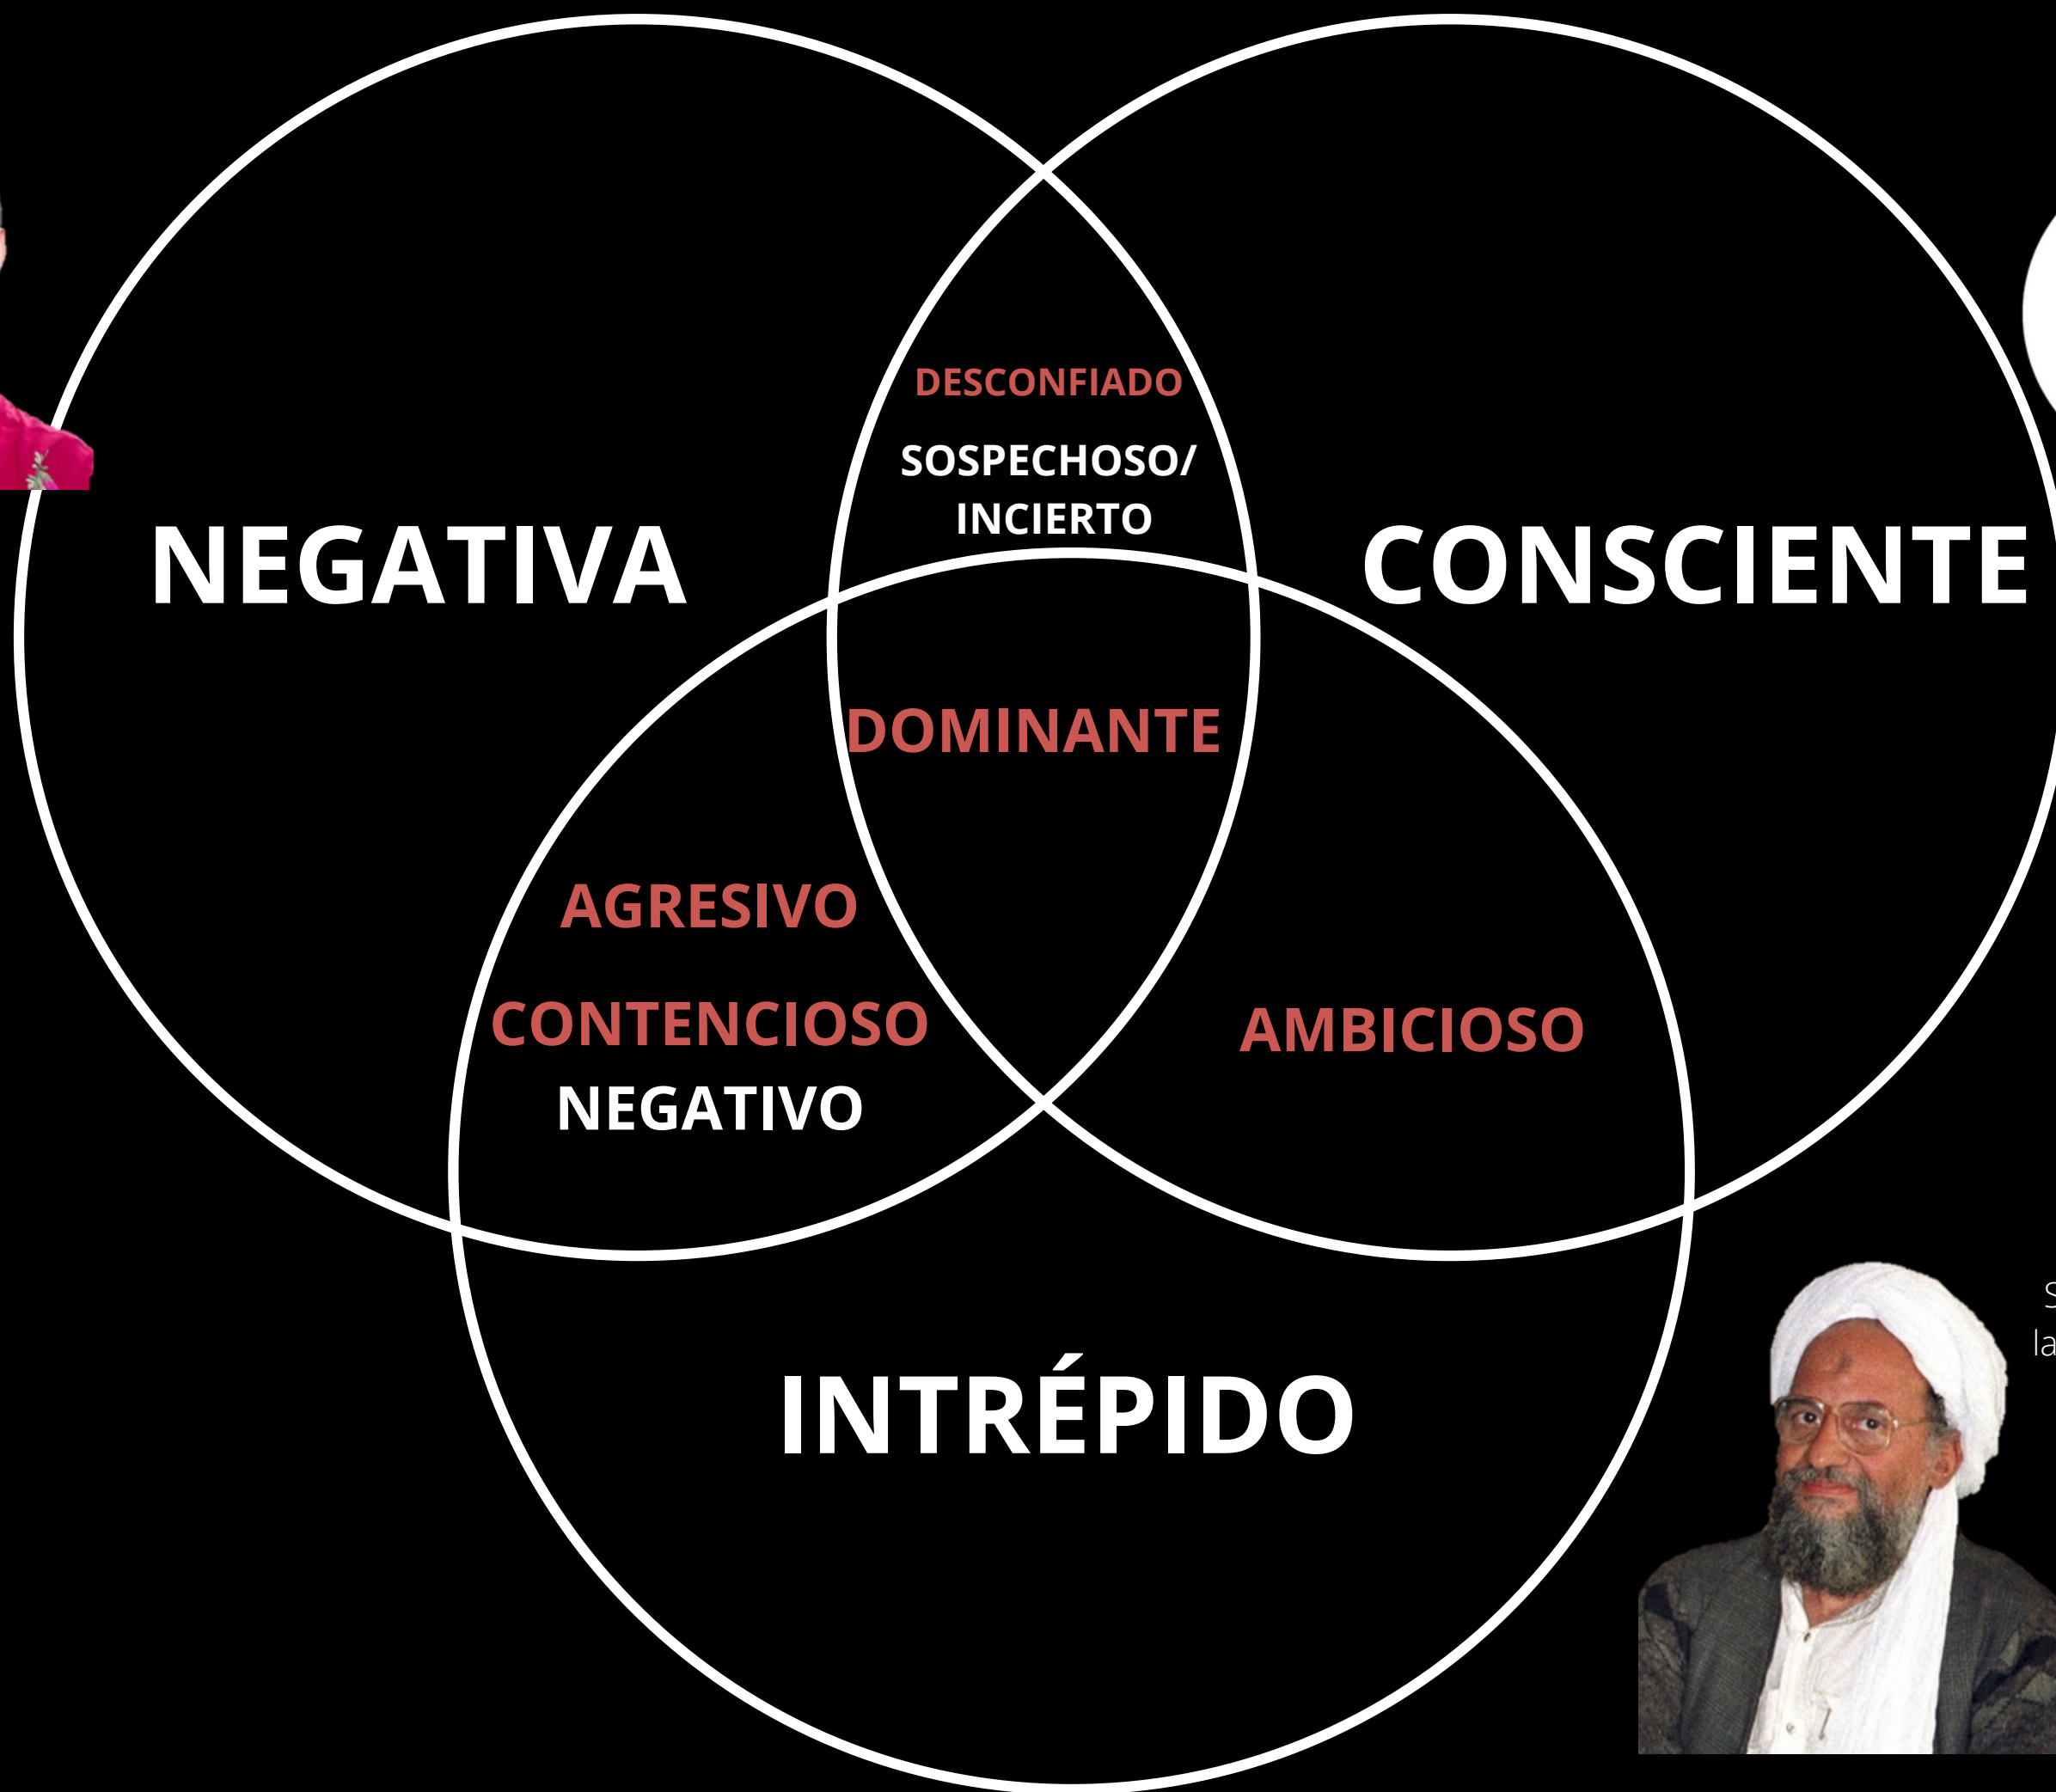 DESCONFIADO
SOSPECHOSO/
INCIERTO
NEGATIVA
CONSCIENTE
DOMINANTE
AGRESIVO
CONTENCIOSO
NEGATIVO
AMBICIOSO
INTRÉPIDO